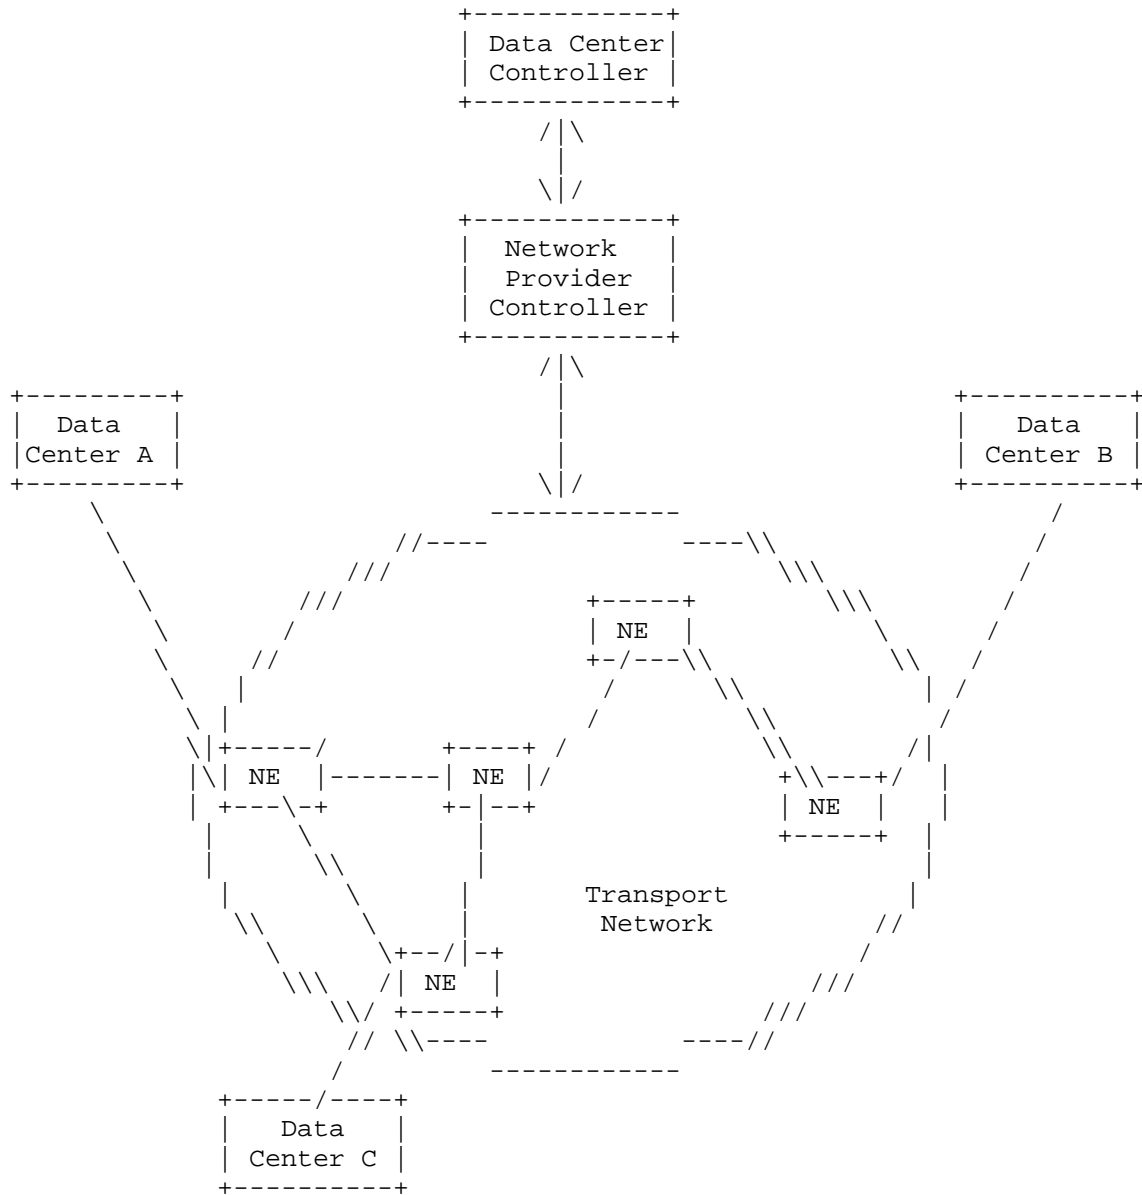 Data Center
Controller
Network
Provider
Controller
Data
Center A
Data
Center B
NE
NE
NE
NE
Transport
Network
NE
Data
Center C